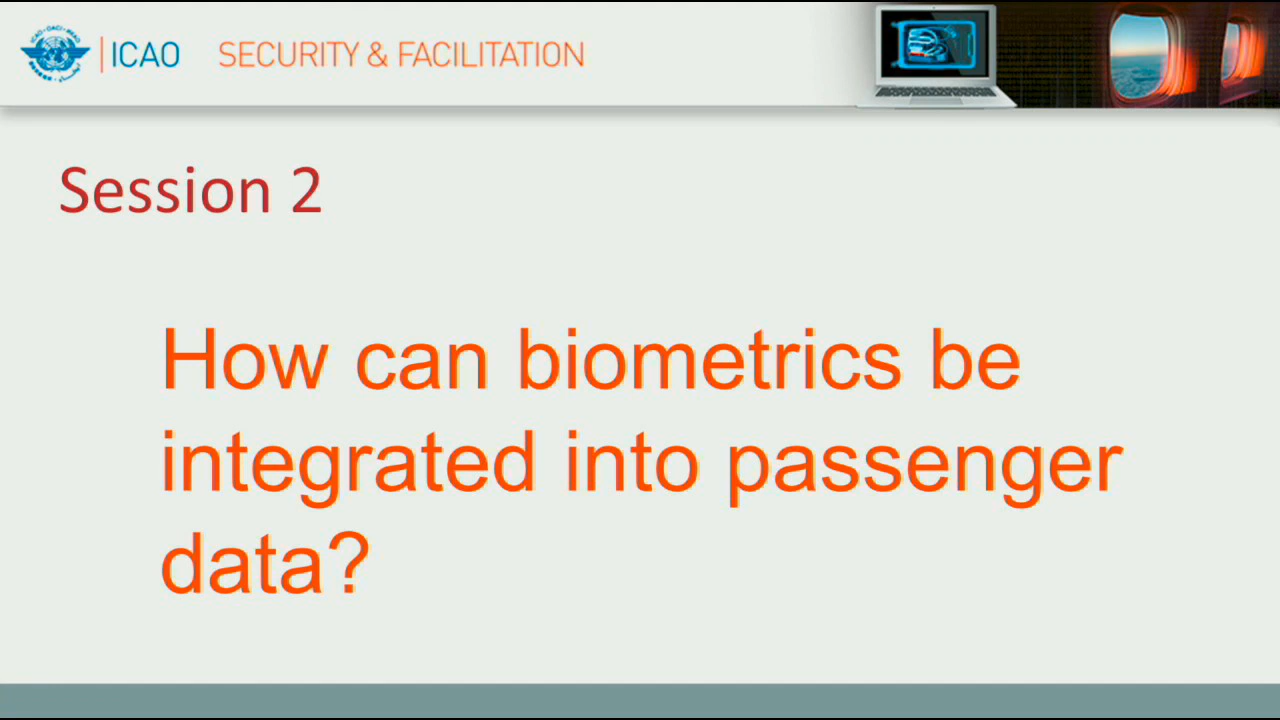 ICAO SECURITY & FACILITATION
Session 2
How can biometrics be
integrated into passenger
data?